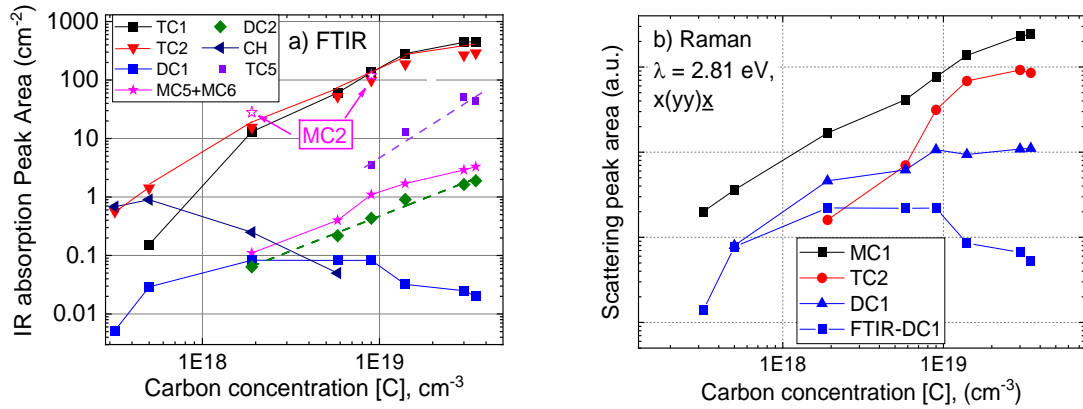 IR absorption Peak Area (cm-2)
1000
100
10
1
0.1
0.01
TC1
TC2
DC1
MC5+MC6
DC2
CH
TC5
a) FTIR
MC2
1E18
1E19
Carbon concentration [C], cm-3
Scattering peak area (a.u.)
b) Raman
λ = 2.81 eV,
x(yy)x
MC1
TC2
DC1
FTIR-DC1
1E18
1E19
Carbon concentration [C], (cm-3)